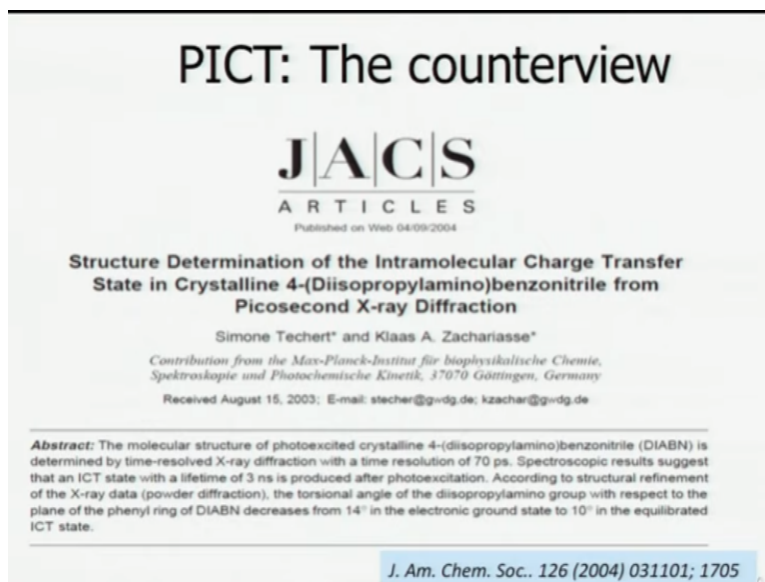 PICT: The counterview
J|A|C|S
ARTICLES
Published on Web 04/09/2004
Structure Determination of the Intramolecular Charge Transfer
State in Crystalline 4-(Diisopropylamino)benzonitrile from
Picosecond X-ray Diffraction
Simone Techert* and Klaas A. Zachariasse*
Contribution from the Max-Planck-Institut für biophysikalische Chemie,
Spektroskopie und Photochemische Kinetik, 37070 Göttingen, Germany
Received August 15, 2003; E-mail: stecher@gwdg.de; kzachar@gwdg.de
Abstract: The molecular structure of photoexcited crystalline 4-(diisopropylamino)benzonitrile (DIABN) is
determined by time-resolved X-ray diffraction with a time resolution of 70 ps. Spectroscopic results suggest
that an ICT state with a lifetime of 3 ns is produced after photoexcitation. According to structural refinement
of the X-ray data (powder diffraction), the torsional angle of the diisopropylamino group with respect to the
plane of the phenyl ring of DIABN decreases from 14° in the electronic ground state to 10° in the equilibrated
ICT state.
J. Am. Chem. Soc.. 126 (2004) 031101; 1705